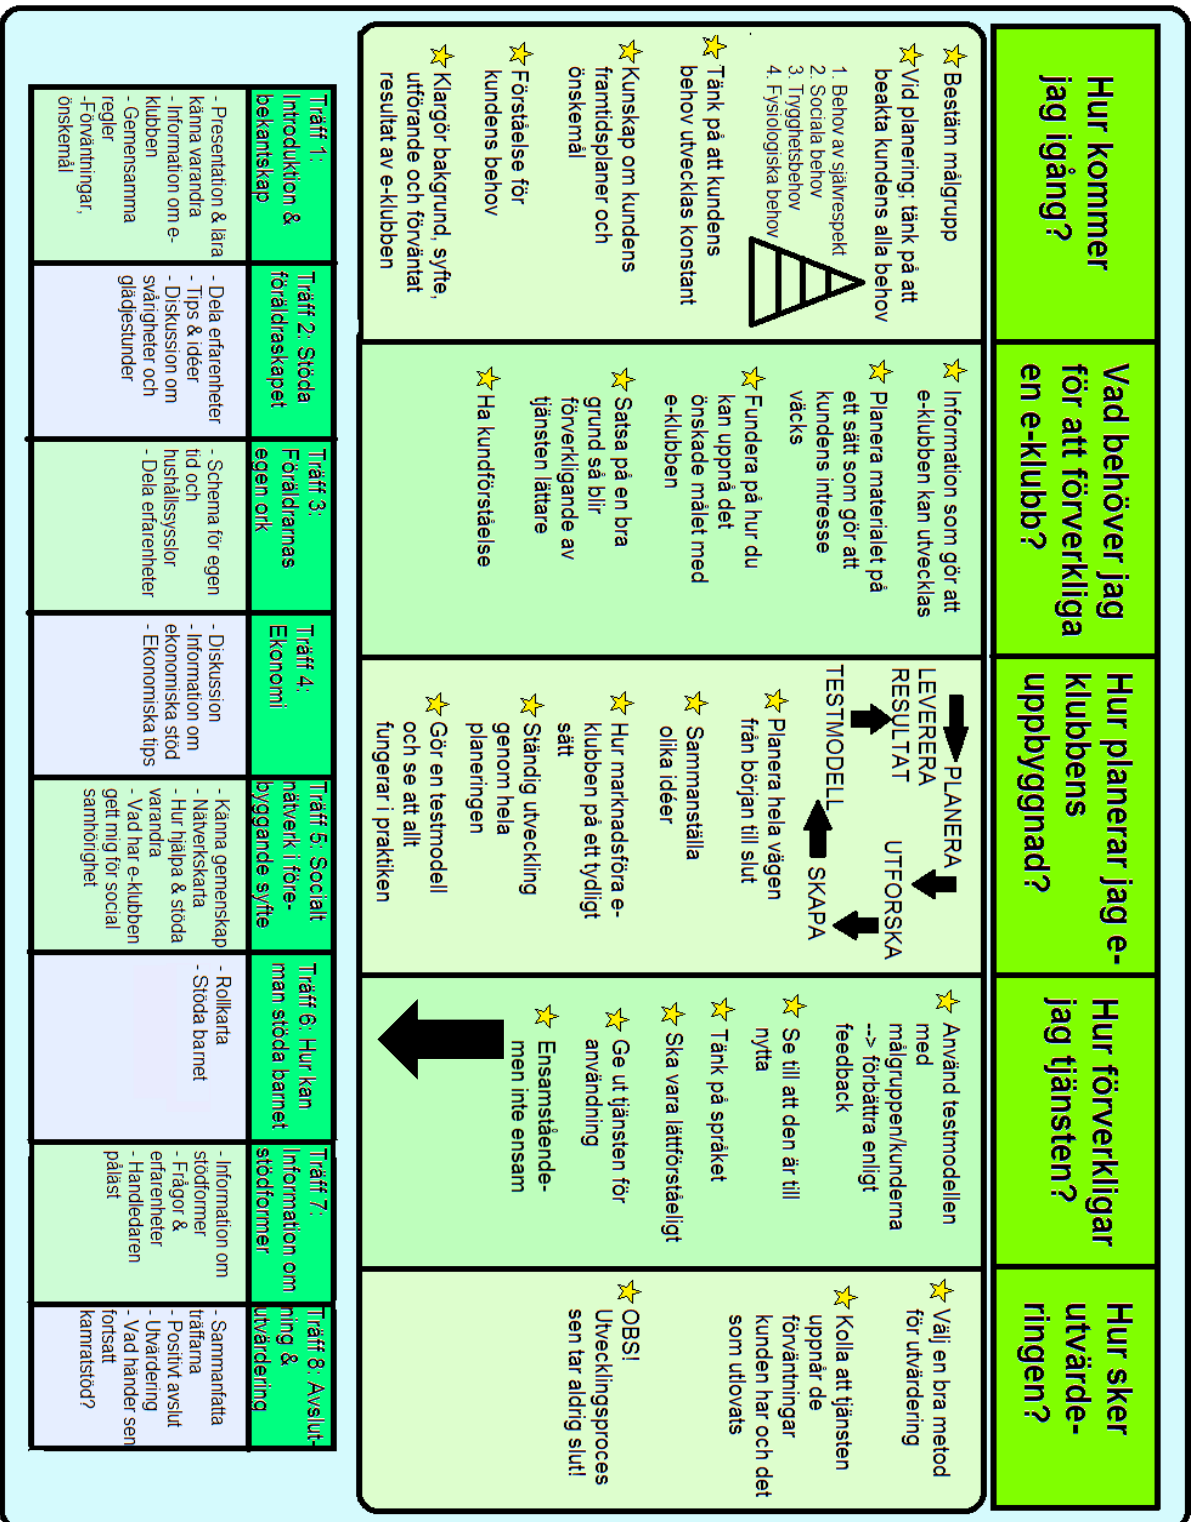 Hur kommer
jag igång?
Vad behöver jag
för att förverkliga
en e-klubb?
Hur planerar jag e-
klubbens
uppbyggnad?
Hur förverkligar
jag tjänsten?
Hur sker
utvärde-
ringen?
Bestäm målgrupp
Vid planering; tänk på att
beakta kundens alla behov
1. Behov av självrespekt
2. Sociala behov
3. Trygghetsbehov
4. Fysiologiska behov
Tänk på att kundens
behov utvecklas konstant
Kunskap om kundens
framtidsplaner och
önskemål
Förståelse för
kundens behov
Klargör bakgrund, syfte,
utförande och förväntat
resultat av e-klubben
Information som gör att
e-klubben kan utvecklas
Planera materialet på
ett sätt som gör att
kundens intresse
väcks
Fundera på hur du
kan uppnå det
önskade målet med
e-klubben
Satsa på en bra
grund så blir
förverkligande av
tjänsten lättare
Ha kundförståelse
PLANERA
LEVERERA
RESULTAT
UTFORSKA
TESTMODELL
SKAPA
Planera hela vägen
från början till slut
Sammanställa
olika idéer
Hur marknadsföra e-
klubben på ett tydligt
sätt
Ständig utveckling
genom hela
planeringen
Gör en testmodell
och se att allt
fungerar i praktiken
Använd testmodellen
med
målgruppen/kunderna
--> förbättra enligt
feedback
Se till att den är till
nytta
Tänk på språket
Ska vara lättförståeligt
Ge ut tjänsten för
användning
Ensamstående-
men inte ensam
Välj en bra metod
för utvärdering
Kolla att tjänsten
uppnår de
förväntningar
kunden har och det
som utlovats
OBS!
Utvecklingsproces
sen tar aldrig slut!
Träff 1:
Introduktion &
bekantskap
- Presentation & lära
känna varandra
- Information om e-
klubben
- Gemensamma
regler
-Förväntningar,
önskemål
Träff 2: Stöda
föräldraskapet
- Dela erfarenheter
- Tips & idéer
- Diskussion om
svårigheter och
glädjestunder
Träff 3:
Föräldrarnas
egen ork
- Schema för egen
tid och
hushållssysslor
- Dela erfarenheter
Träff 4:
Ekonomi
- Diskussion
- Information om
ekonomiska stöd
- Ekonomiska tips
Träff 5: Socialt
nätverk i före-
byggande syfte
- Känna gemenskap
- Nätverkskarta
- Hur hjälpa & stöda
varandra
- Vad har e-klubben
gett mig för social
samhörighet
Träff 6: Hur kan
man stöda barnet
- Rollkarta
- Stöda barnet
Träff 7:
Information om
stödformer
- Information om
stödformer
- Frågor &
erfarenheter
- Handledaren
påläst
Träff 8: Avslut-
ning &
utvärdering
- Sammanfatta
träffarna
- Positivt avslut
- Utvärdering
- Vad händer sen
fortsatt
kamratstöd?